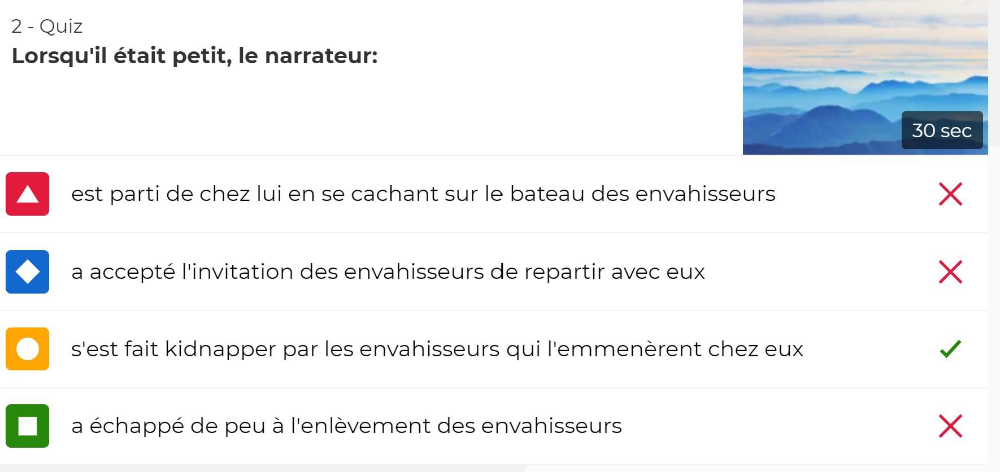 2 - Quiz
Lorsqu'il était petit, le narrateur:
30 sec
est parti de chez lui en se cachant sur le bateau des envahisseurs
a accepté l'invitation des envahisseurs de repartir avec eux
s'est fait kidnapper par les envahisseurs qui l'emmenèrent chez eux
a échappé de peu à l'enlèvement des envahisseurs